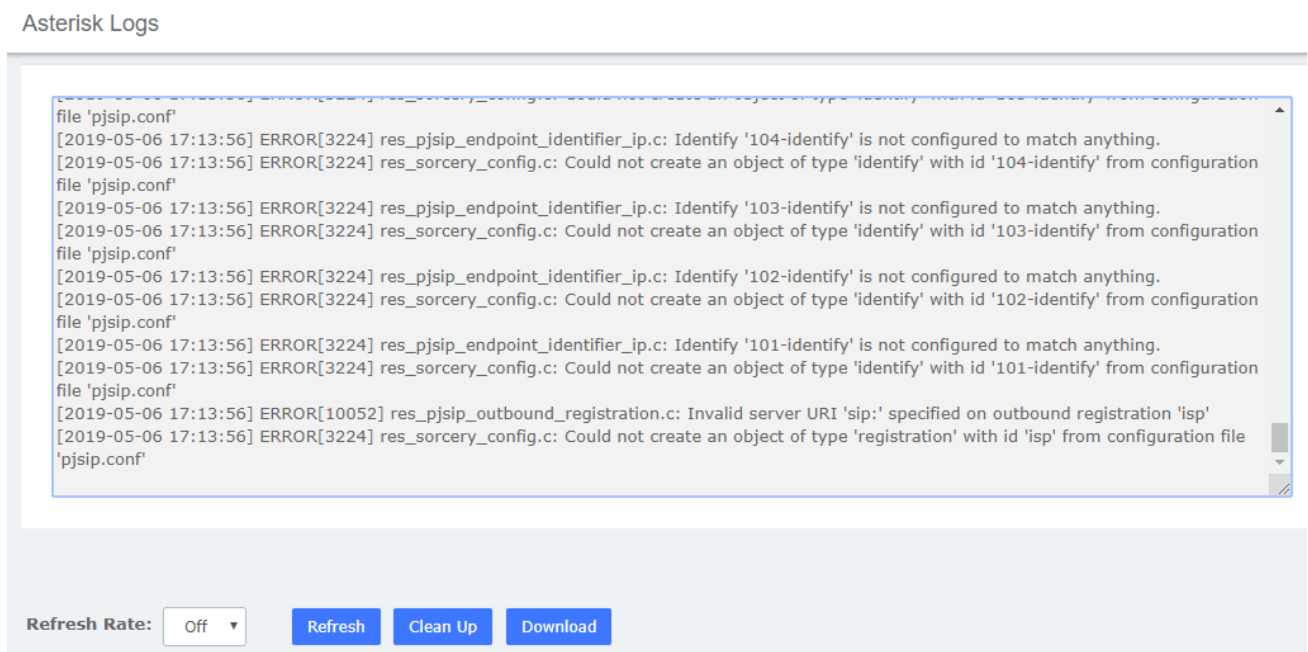 Asterisk Logs
file 'pjsip.conf'
[2019-05-06 17:13:56] ERROR[3224] res_pjsip_endpoint_identifier_ip.c: Identify '104-identify' is not configured to match anything.
[2019-05-06 17:13:56] ERROR[3224] res_sorcery_config.c: Could not create an object of type 'identify' with id '104-identify' from configuration
file 'pjsip.conf'
[2019-05-06 17:13:56] ERROR[3224] res_pjsip_endpoint_identifier_ip.c: Identify '103-identify' is not configured to match anything.
[2019-05-06 17:13:56] ERROR[3224] res_sorcery_config.c: Could not create an object of type 'identify' with id '103-identify' from configuration
file 'pjsip.conf'
[2019-05-06 17:13:56] ERROR[3224] res_pjsip_endpoint_identifier_ip.c: Identify '102-identify' is not configured to match anything.
[2019-05-06 17:13:56] ERROR[3224] res_sorcery_config.c: Could not create an object of type 'identify' with id '102-identify' from configuration
file 'pjsip.conf'
[2019-05-06 17:13:56] ERROR[3224] res_pjsip_endpoint_identifier_ip.c: Identify '101-identify' is not configured to match anything.
[2019-05-06 17:13:56] ERROR[3224] res_sorcery_config.c: Could not create an object of type 'identify' with id '101-identify' from configuration
file 'pjsip.conf'
[2019-05-06 17:13:56] ERROR[10052] res_pjsip_outbound_registration.c: Invalid server URI 'sip:' specified on outbound registration 'isp'
[2019-05-06 17:13:56] ERROR[3224] res_sorcery_config.c: Could not create an object of type 'registration' with id 'isp' from configuration file
'pjsip.conf'
Refresh Rate: Off Refresh Clean Up Download